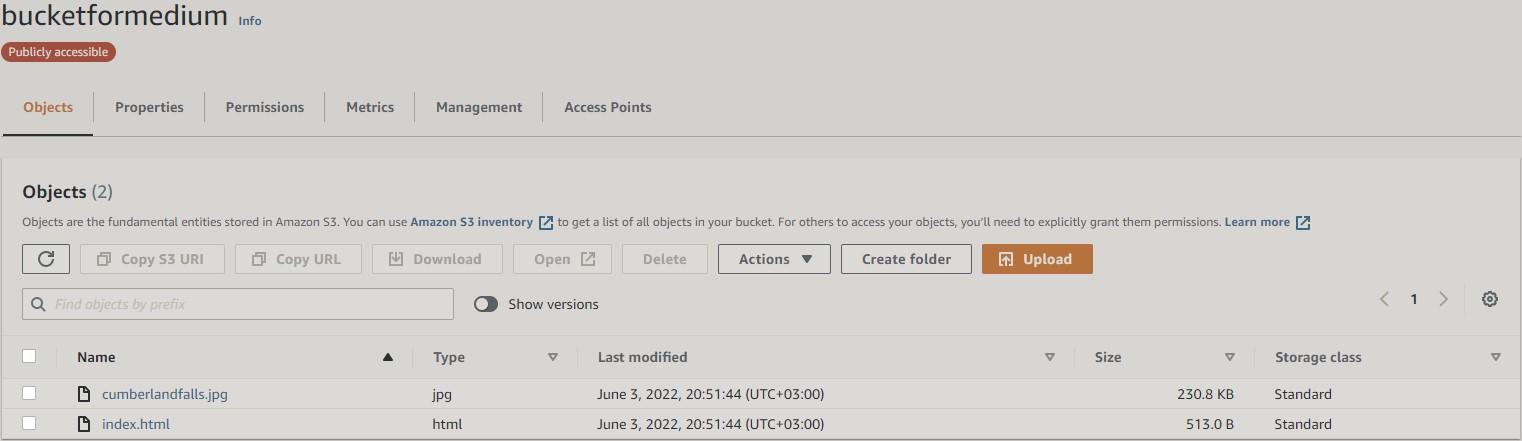 bucketformedium Info
Publicly accessible
Objects Properties Permissions Metrics Management Access Points
Objects (2)
Objects are the fundamental entities stored in Amazon S3. You can use Amazon S3 inventory to get a list of all objects in your bucket. For others to access your objects, you'll need to explicitly grant them permissions. Learn more
Copy S3 URI Copy URL Download Open Delete Actions Create folder Upload
Find objects by prefix Show versions 1
Name Type Last modified Size Storage class
cumberlandfalls.jpg jpg June 3, 2022, 20:51:44 (UTC+03:00) 230.8 KB Standard
index.html html June 3, 2022, 20:51:44 (UTC+03:00) 513.0 B Standard